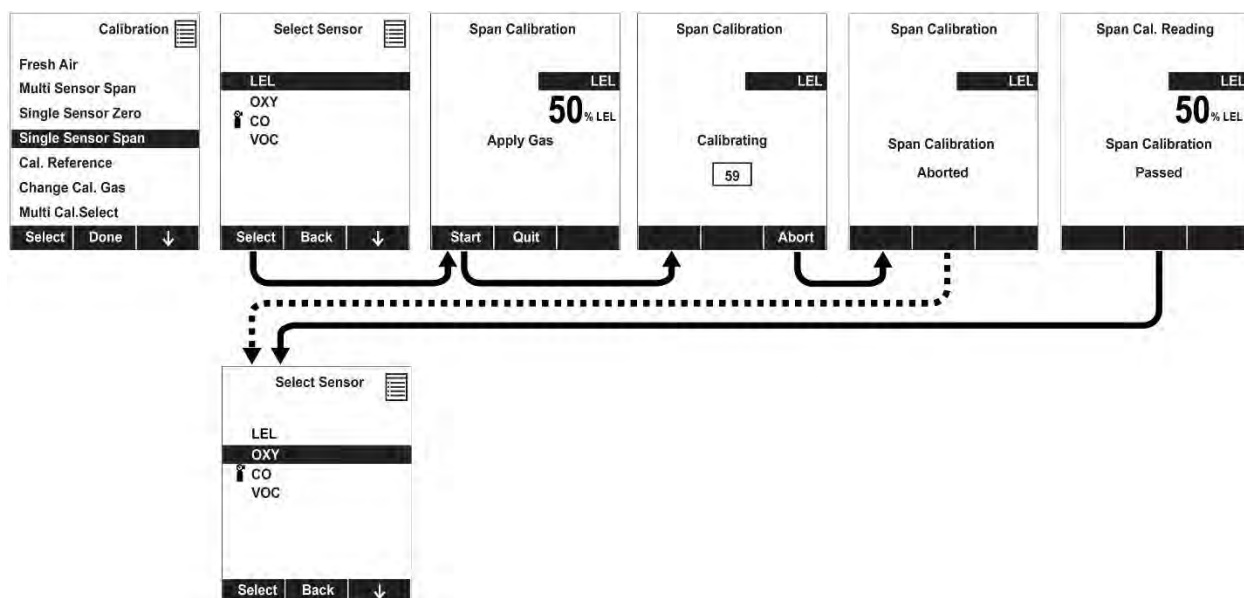 Calibration
Fresh Air
Multi Sensor Span
Single Sensor Zero
Single Sensor Span
Cal. Reference
Change Cal. Gas
Multi Cal.Select
Select Done ↓
Select Sensor
LEL
OXY
CO
VOC
Select Back ↓
Span Calibration
LEL
50% LEL
Apply Gas
Start Quit
Span Calibration
LEL
Calibrating
59
Abort
Span Calibration
LEL
Span Calibration
Aborted
Span Cal. Reading
LEL
50% LEL
Span Calibration
Passed
Select Sensor
LEL
OXY
CO
VOC
Select Back ↓